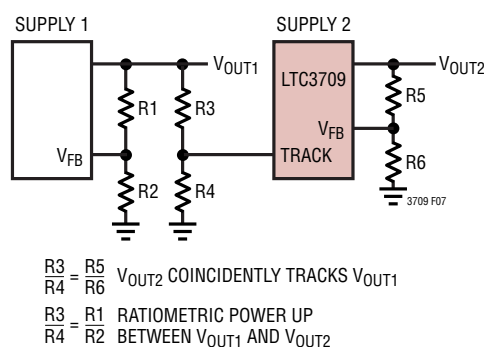 SUPPLY 1
SUPPLY 2
VOUT1
VOUT2
LTC3709
R1
R3
R5
VFB
VFB
TRACK
R2
R4
R6
3709 F07
R3/R4 = R5/R6 VOUT2 COINCIDENTLY TRACKS VOUT1
R3/R4 = R1/R2 RATIOMETRIC POWER UP
BETWEEN VOUT1 AND VOUT2